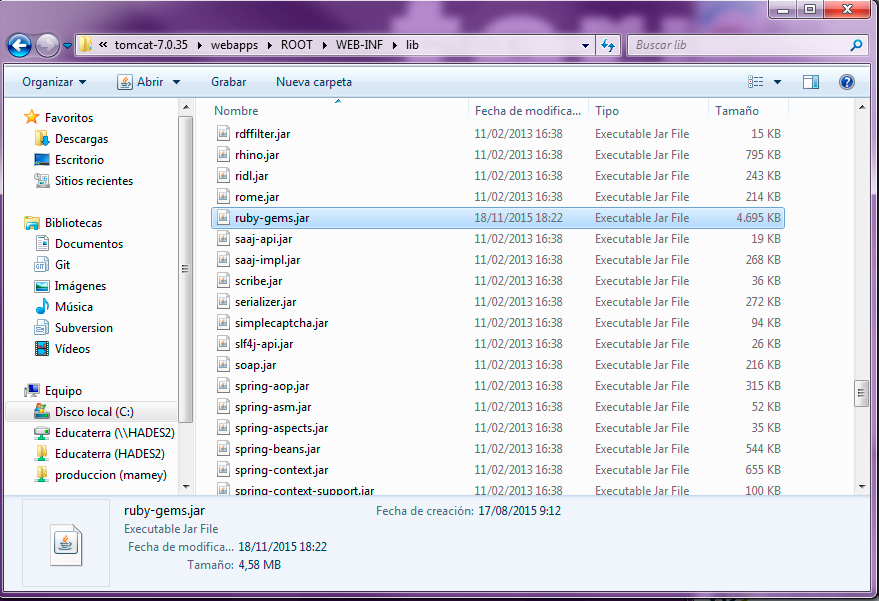 « tomcat-7.0.35 ▸ webapps ▸ ROOT ▸ WEB-INF ▸ lib
Buscar lib
Organizar Abrir Grabar Nueva carpeta
Favoritos
Descargas
Escritorio
Sitios recientes
Bibliotecas
Documentos
Git
Imágenes
Música
Subversion
Vídeos
Equipo
Disco local (C:)
Educaterra (\\HADES2)
Educaterra (HADES2)
produccion (mamey)
Nombre Fecha de modifica... Tipo Tamaño
rdffilter.jar 11/02/2013 16:38 Executable Jar File 15 KB
rhino.jar 11/02/2013 16:38 Executable Jar File 795 KB
ridl.jar 11/02/2013 16:38 Executable Jar File 243 KB
rome.jar 11/02/2013 16:38 Executable Jar File 214 KB
ruby-gems.jar 18/11/2015 18:22 Executable Jar File 4.695 KB
saaj-api.jar 11/02/2013 16:38 Executable Jar File 19 KB
saaj-impl.jar 11/02/2013 16:38 Executable Jar File 268 KB
scribe.jar 11/02/2013 16:38 Executable Jar File 36 KB
serializer.jar 11/02/2013 16:38 Executable Jar File 272 KB
simplecaptcha.jar 11/02/2013 16:38 Executable Jar File 94 KB
slf4j-api.jar 11/02/2013 16:38 Executable Jar File 26 KB
soap.jar 11/02/2013 16:38 Executable Jar File 216 KB
spring-aop.jar 11/02/2013 16:38 Executable Jar File 315 KB
spring-asm.jar 11/02/2013 16:38 Executable Jar File 52 KB
spring-aspects.jar 11/02/2013 16:38 Executable Jar File 35 KB
spring-beans.jar 11/02/2013 16:38 Executable Jar File 544 KB
spring-context.jar 11/02/2013 16:38 Executable Jar File 655 KB
spring-context-support.jar 11/02/2013 16:38 Executable Jar File 100 KB
ruby-gems.jar Fecha de creación: 17/08/2015 9:12
Executable Jar File
Fecha de modifica... 18/11/2015 18:22
Tamaño: 4,58 MB